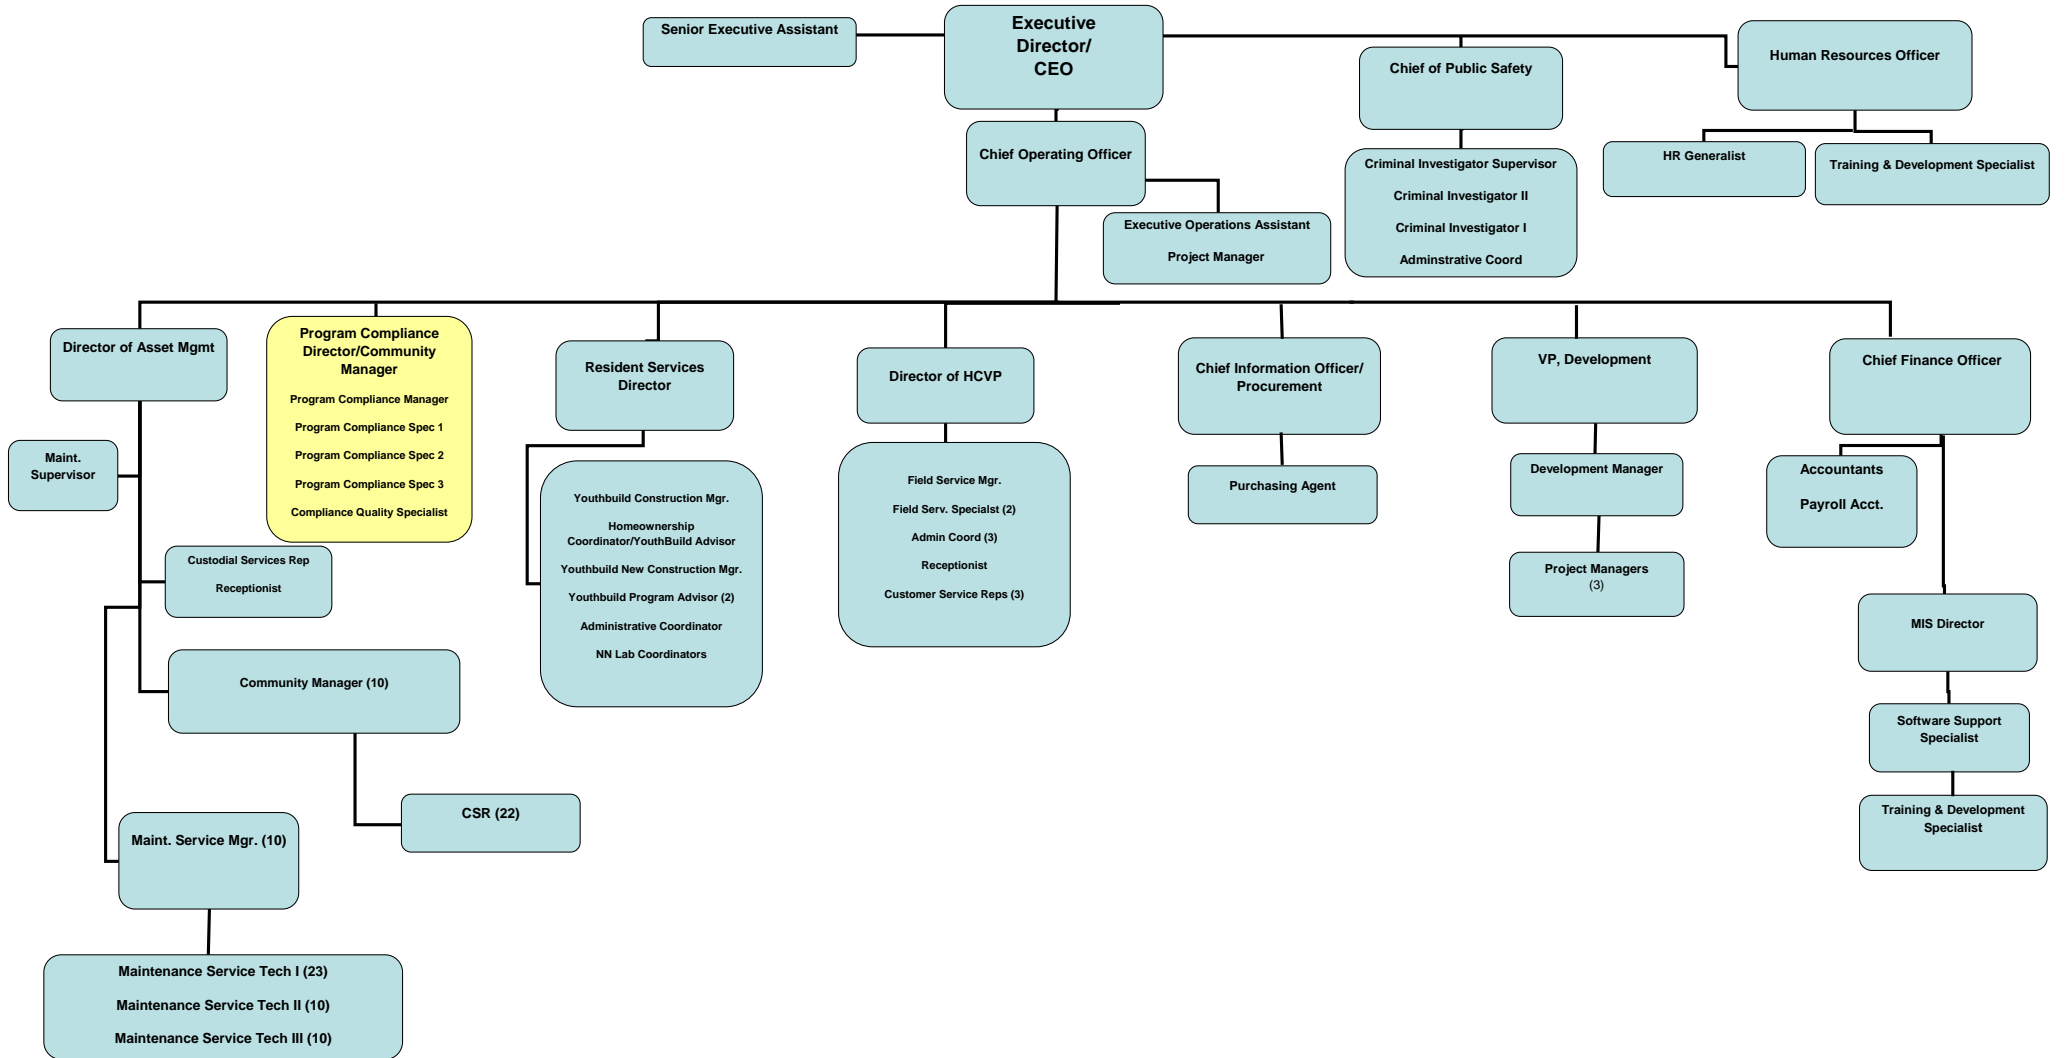 Senior Executive Assistant
Executive
Director/
CEO
Chief of Public Safety
Human Resources Officer
Chief Operating Officer
HR Generalist
Training & Development Specialist
Criminal Investigator Supervisor
Criminal Investigator II
Criminal Investigator I
Adminstrative Coord
Executive Operations Assistant
Project Manager
Director of Asset Mgmt
Program Compliance
Director/Community
Manager
Program Compliance Manager
Program Compliance Spec 1
Program Compliance Spec 2
Program Compliance Spec 3
Compliance Quality Specialist
Resident Services
Director
Director of HCVP
Chief Information Officer/
Procurement
VP, Development
Chief Finance Officer
Maint.
Supervisor
Custodial Services Rep
Receptionist
Youthbuild Construction Mgr.
Homeownership
Coordinator/YouthBuild Advisor
Youthbuild New Construction Mgr.
Youthbuild Program Advisor (2)
Administrative Coordinator
NN Lab Coordinators
Field Service Mgr.
Field Serv. Specialst (2)
Admin Coord (3)
Receptionist
Customer Service Reps (3)
Purchasing Agent
Development Manager
Project Managers
(3)
Accountants
Payroll Acct.
MIS Director
Software Support
Specialist
Training & Development
Specialist
Community Manager (10)
CSR (22)
Maint. Service Mgr. (10)
Maintenance Service Tech I (23)
Maintenance Service Tech II (10)
Maintenance Service Tech III (10)